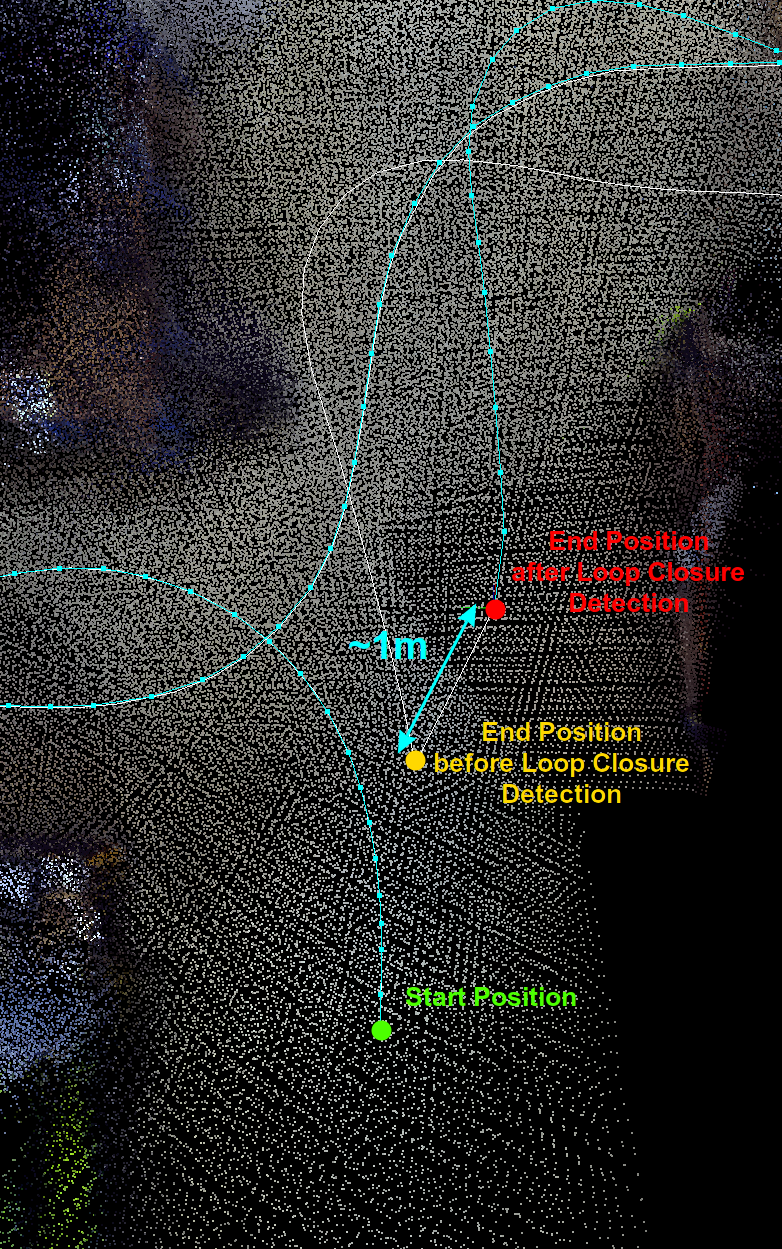 End Position
after Loop Closure
Detection
~1m
End Position
before Loop Closure
Detection
Start Position